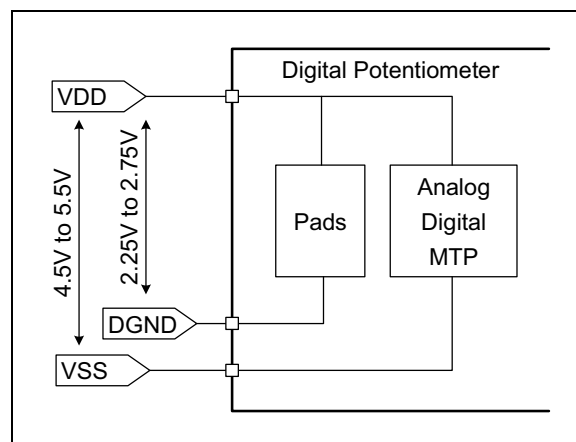 Digital Potentiometer
VDD
4.5V to 5.5V
2.25V to 2.75V
Pads
Analog
Digital
MTP
DGND
VSS